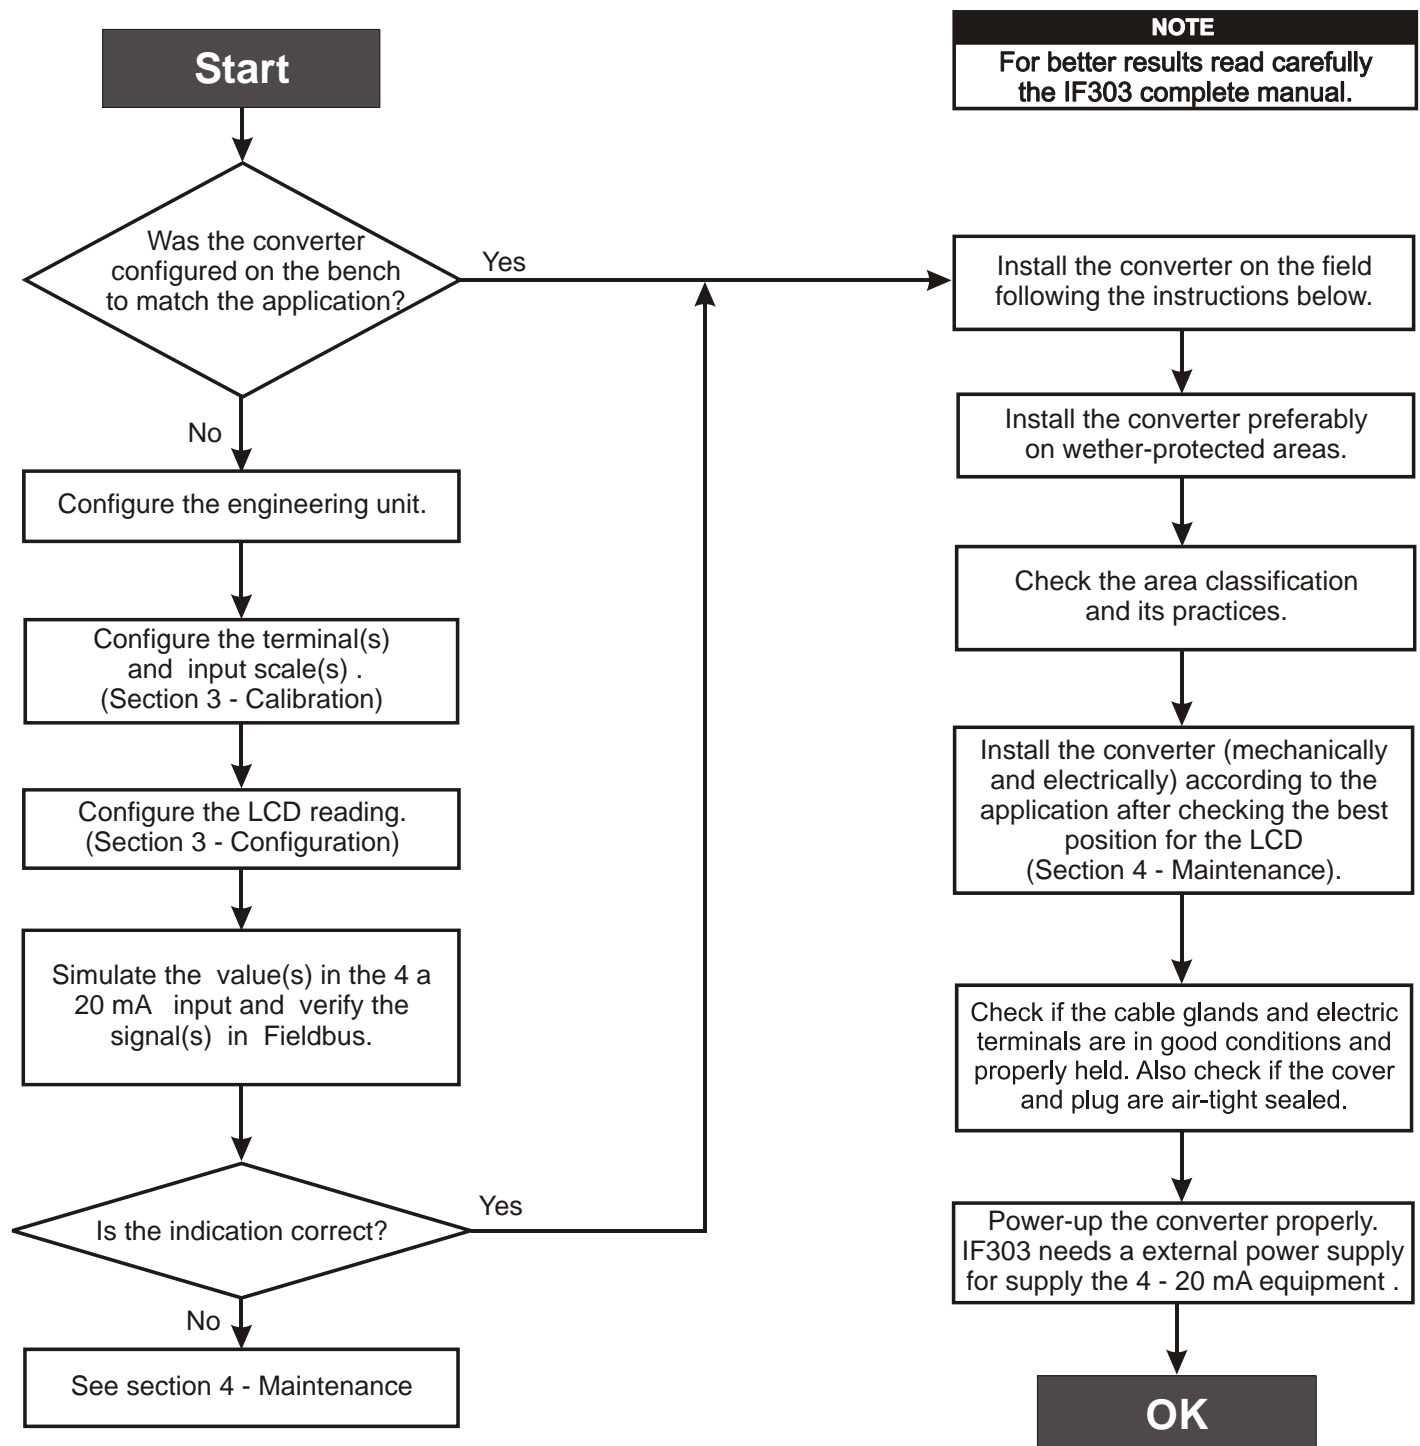 Start
Was the converter
configured on the bench
to match the application?
Yes
No
Configure the engineering unit.
Configure the terminal(s)
and input scale(s) .
(Section 3 - Calibration)
Configure the LCD reading.
(Section 3 - Configuration)
Simulate the value(s) in the 4 a
20 mA input and verify the
signal(s) in Fieldbus.
Is the indication correct?
Yes
No
See section 4 - Maintenance
NOTE
For better results read carefully
the IF303 complete manual.
Install the converter on the field
following the instructions below.
Install the converter preferably
on wether-protected areas.
Check the area classification
and its practices.
Install the converter (mechanically
and electrically) according to the
application after checking the best
position for the LCD
(Section 4 - Maintenance).
Check if the cable glands and electric
terminals are in good conditions and
properly held. Also check if the cover
and plug are air-tight sealed.
Power-up the converter properly.
IF303 needs a external power supply
for supply the 4 - 20 mA equipment .
OK